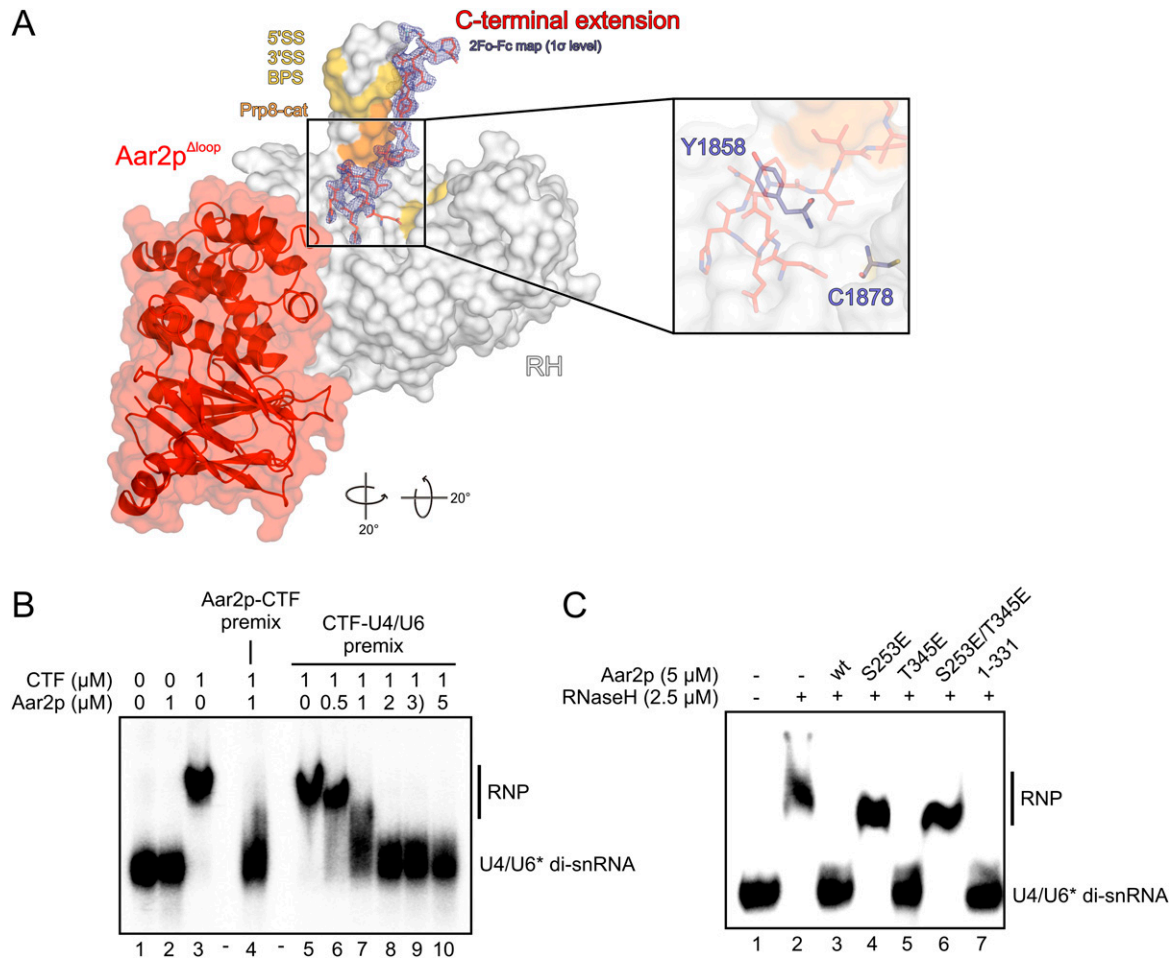 A
C-terminal extension
2Fo-Fc map (1σ level)
5'SS
3'SS
BPS
Prp8-cat
Aar2pΔloop
Y1858
C1878
RH
20°
20°
B
Aar2p-CTF
premix
CTF-U4/U6
premix
CTF (µM) 0 0 1 1 1 1 1 1 1 1
Aar2p (µM) 0 1 0 1 0 0.5 1 2 3) 5
RNP
U4/U6* di-snRNA
1 2 3 - 4 - 5 6 7 8 9 10
C
wt S253E T345E S253E/T345E 1-331
Aar2p (5 µM) - -
RNaseH (2.5 µM) - + + + + + +
RNP
U4/U6* di-snRNA
1 2 3 4 5 6 7